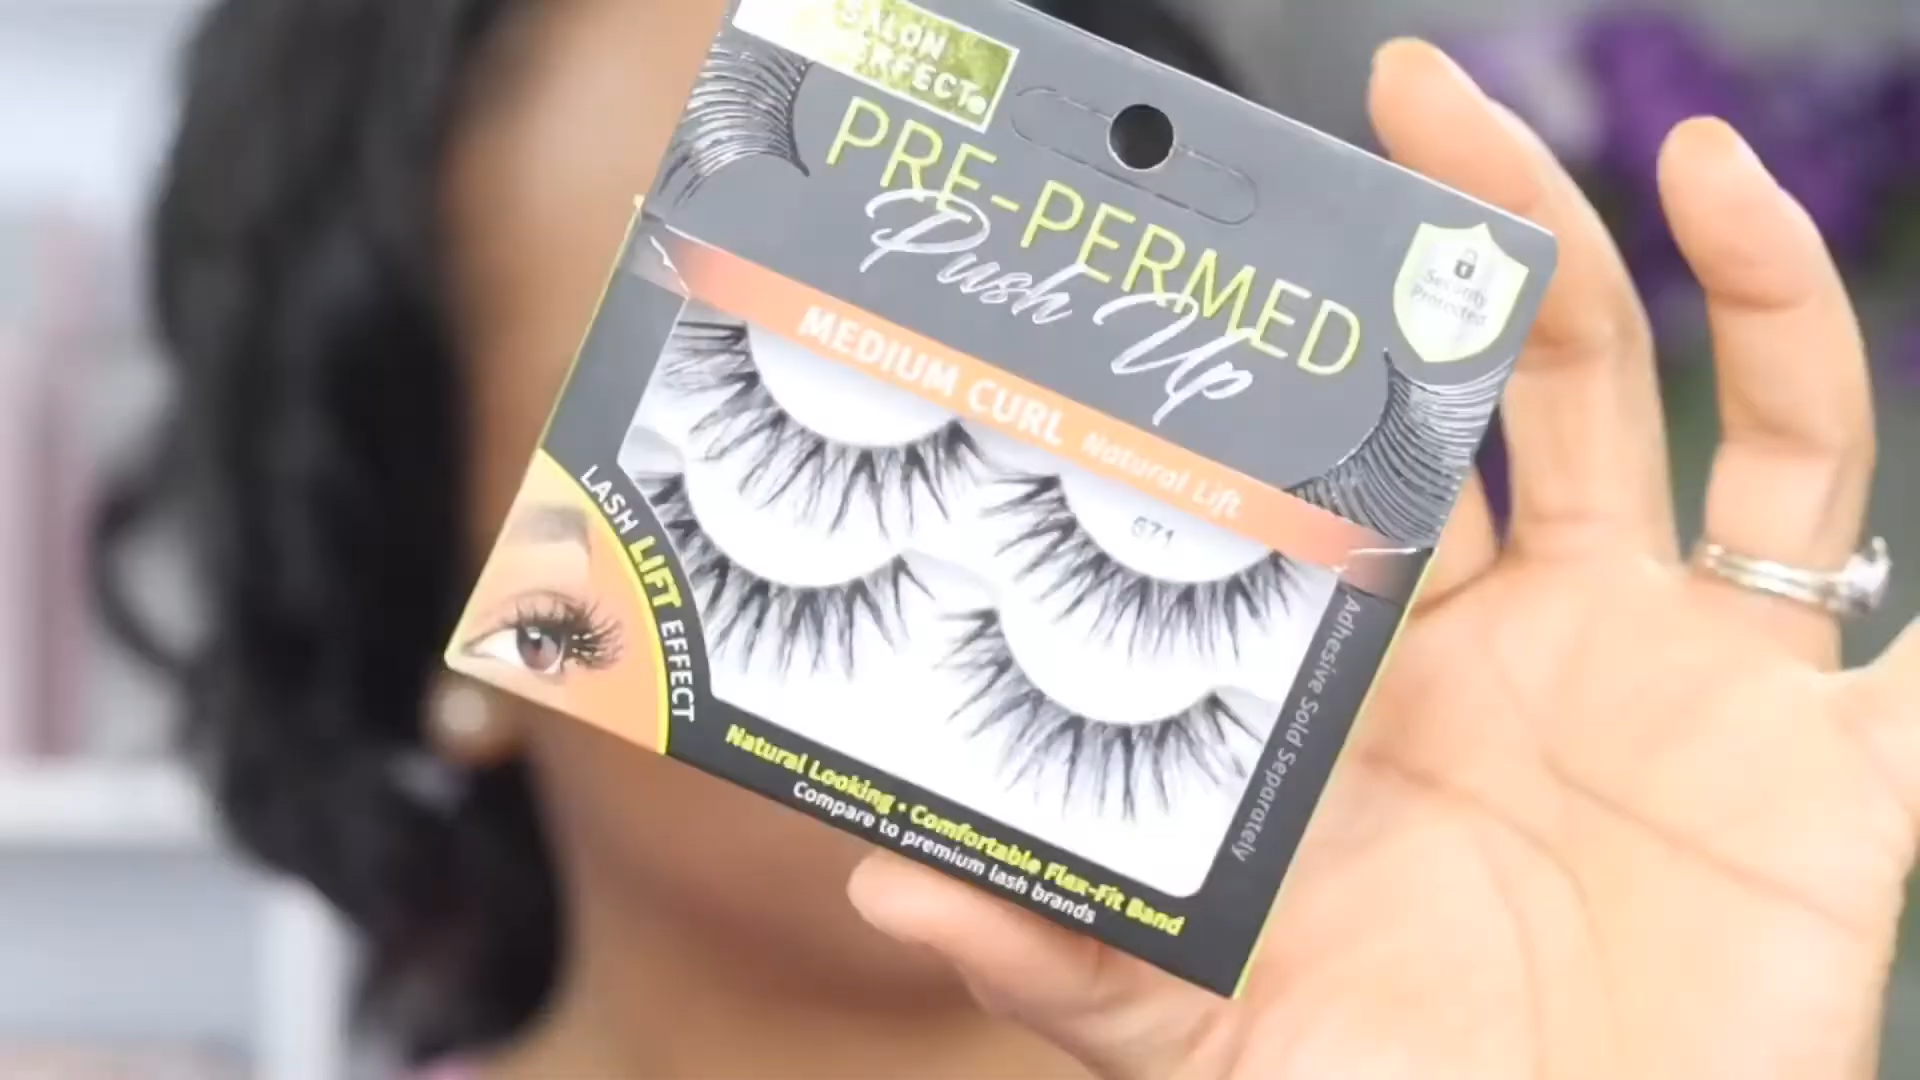 SALON
PERFECT®
PRE-PERMED
Push Up
Security
Protected
MEDIUM CURL Natural Lift
671
LASH LIFT EFFECT
Adhesive Sold Separately
Natural Looking • Comfortable Flex-Fit Band
Compare to premium lash brands